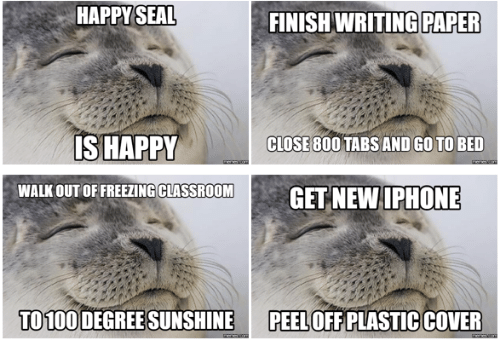 HAPPY SEAL
IS HAPPY
FINISH WRITING PAPER
CLOSE 800 TABS AND GO TO BED
WALK OUT OF FREEZING CLASSROOM
TO 100 DEGREE SUNSHINE
GET NEW IPHONE
PEEL OFF PLASTIC COVER